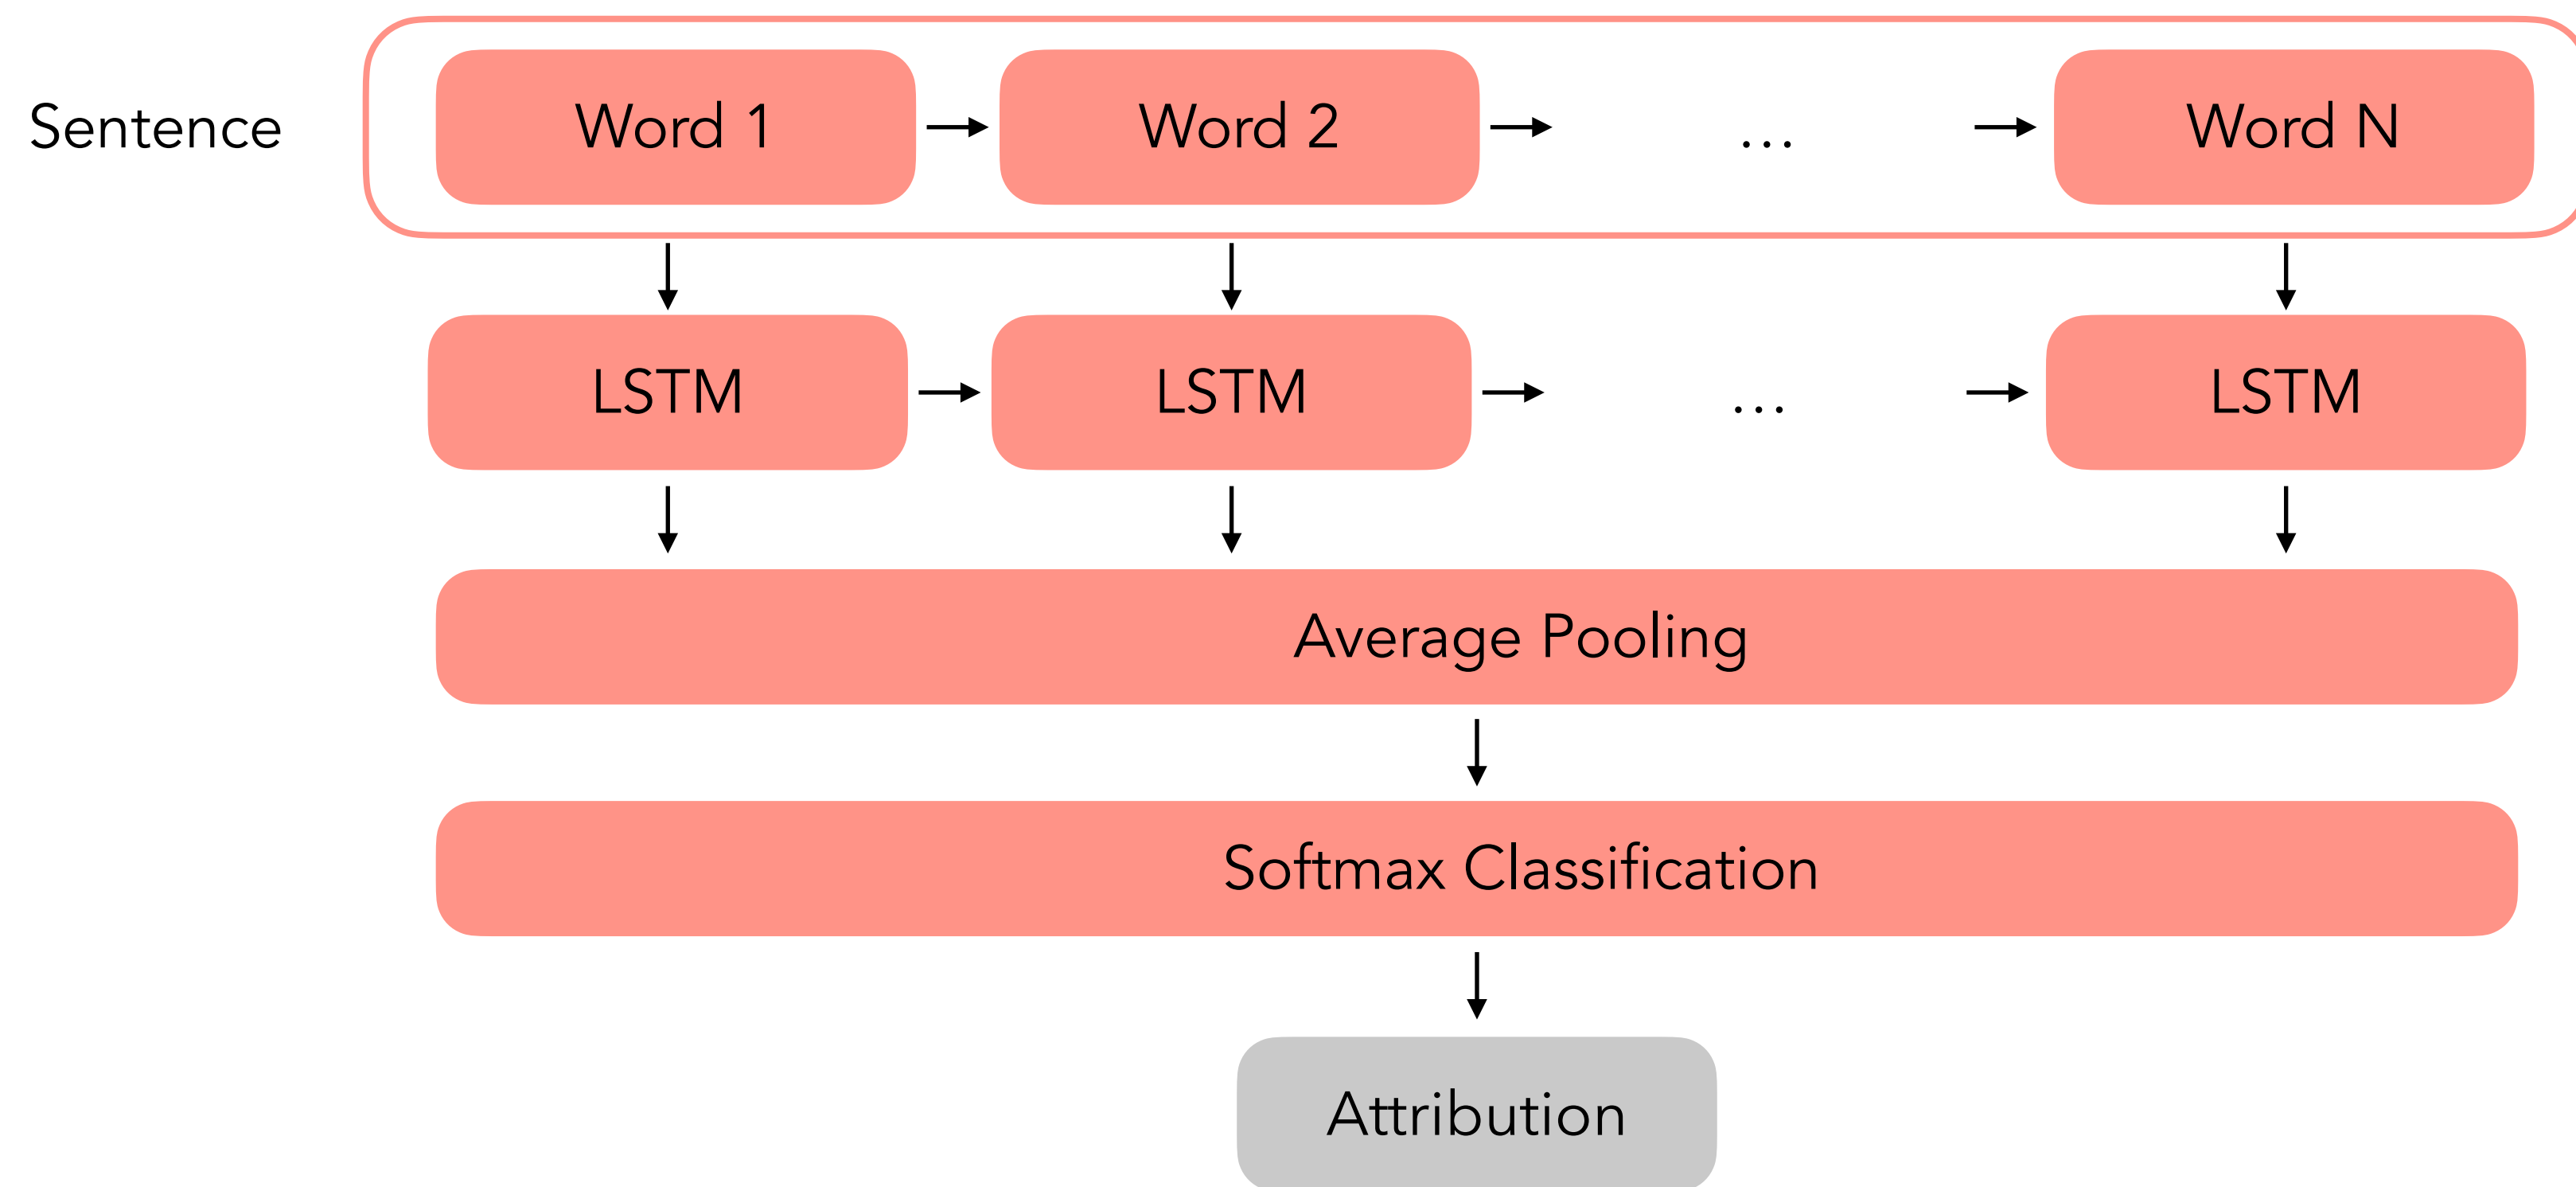 Sentence
Word 1
Word 2
...
Word N
LSTM
LSTM
...
LSTM
Average Pooling
Softmax Classification
Attribution